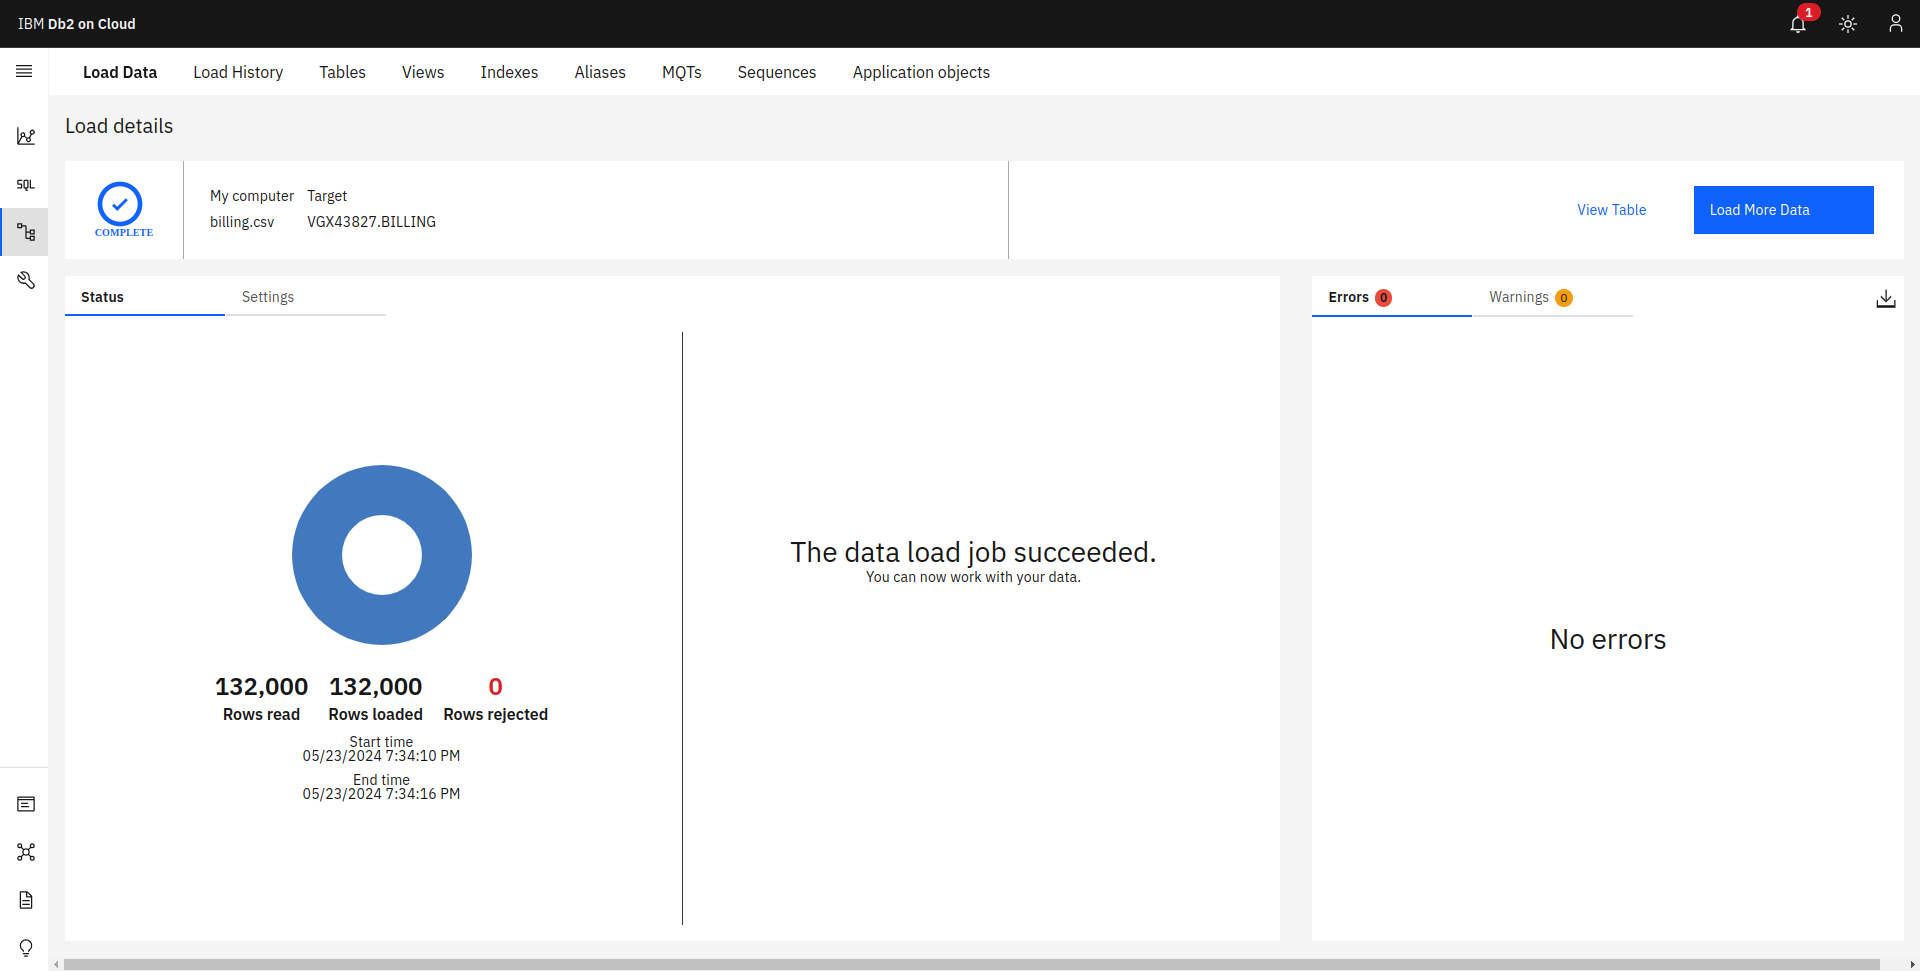 IBM Db2 on Cloud
1
Load Data Load History Tables Views Indexes Aliases MQTs Sequences Application objects
SQL
Load details
COMPLETE
My computer Target
billing.csv VGX43827.BILLING
View Table
Load More Data
Status Settings
Errors 0 Warnings 0
The data load job succeeded.
You can now work with your data.
No errors
132,000 132,000 0
Rows read Rows loaded Rows rejected
Start time
05/23/2024 7:34:10 PM
End time
05/23/2024 7:34:16 PM